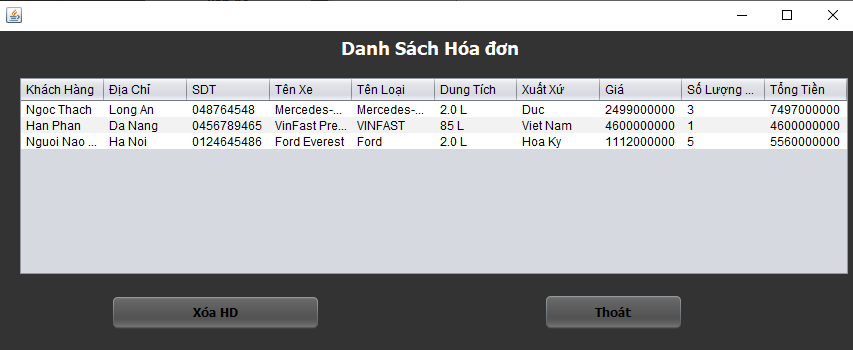 Danh Sách Hóa đơn
Khách Hàng Địa Chỉ SDT Tên Xe Tên Loại Dung Tích Xuất Xứ Giá Số Lượng ... Tổng Tiền
Ngoc Thach Long An 048764548 Mercedes-... Mercedes-... 2.0 L Duc 2499000000 3 7497000000
Han Phan Da Nang 0456789465 VinFast Pre... VINFAST 85 L Viet Nam 4600000000 1 4600000000
Nguoi Nao ... Ha Noi 0124645486 Ford Everest Ford 2.0 L Hoa Ky 1112000000 5 5560000000
Xóa HD Thoát